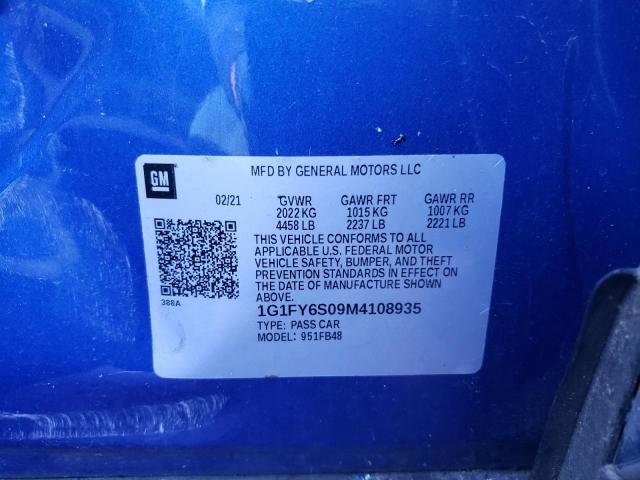 MFD BY GENERAL MOTORS LLC
GM
02/21 GVWR GAWR FRT GAWR RR
2022 KG 1015 KG 1007 KG
4458 LB 2237 LB 2221 LB
THIS VEHICLE CONFORMS TO ALL
APPLICABLE U.S. FEDERAL MOTOR
VEHICLE SAFETY, BUMPER, AND THEFT
PREVENTION STANDARDS IN EFFECT ON
THE DATE OF MANUFACTURE SHOWN
ABOVE.
388A
1G1FY6S09M4108935
TYPE: PASS CAR
MODEL: 951FB48